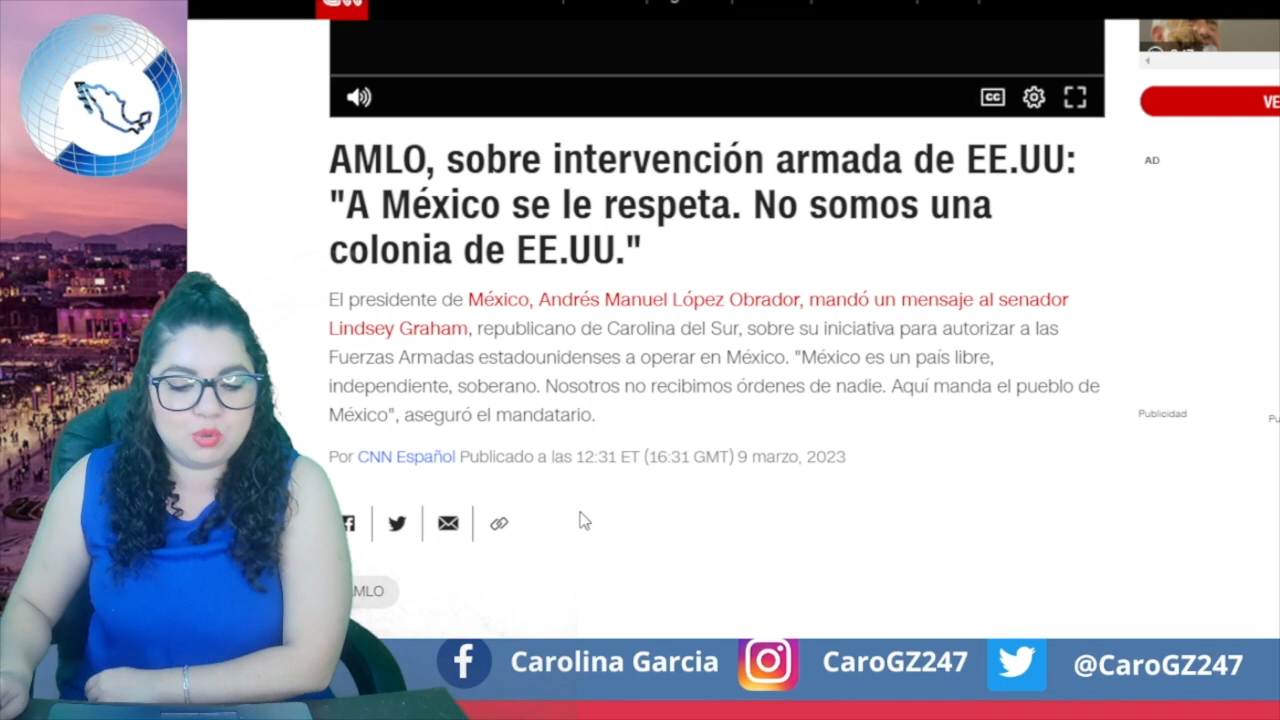 CNN
AMLO, sobre intervención armada de EE.UU:
"A México se le respeta. No somos una
colonia de EE.UU."
El presidente de México, Andrés Manuel López Obrador, mandó un mensaje al senador
Lindsey Graham, republicano de Carolina del Sur, sobre su iniciativa para autorizar a las
Fuerzas Armadas estadounidenses a operar en México. "México es un país libre,
independiente, soberano. Nosotros no recibimos órdenes de nadie. Aquí manda el pueblo de
México", aseguró el mandatario.
Por CNN Español Publicado a las 12:31 ET (16:31 GMT) 9 marzo, 2023
AMLO
CC
VE
AD
Publicidad
Pu
Carolina Garcia
CaroGZ247
@CaroGZ247